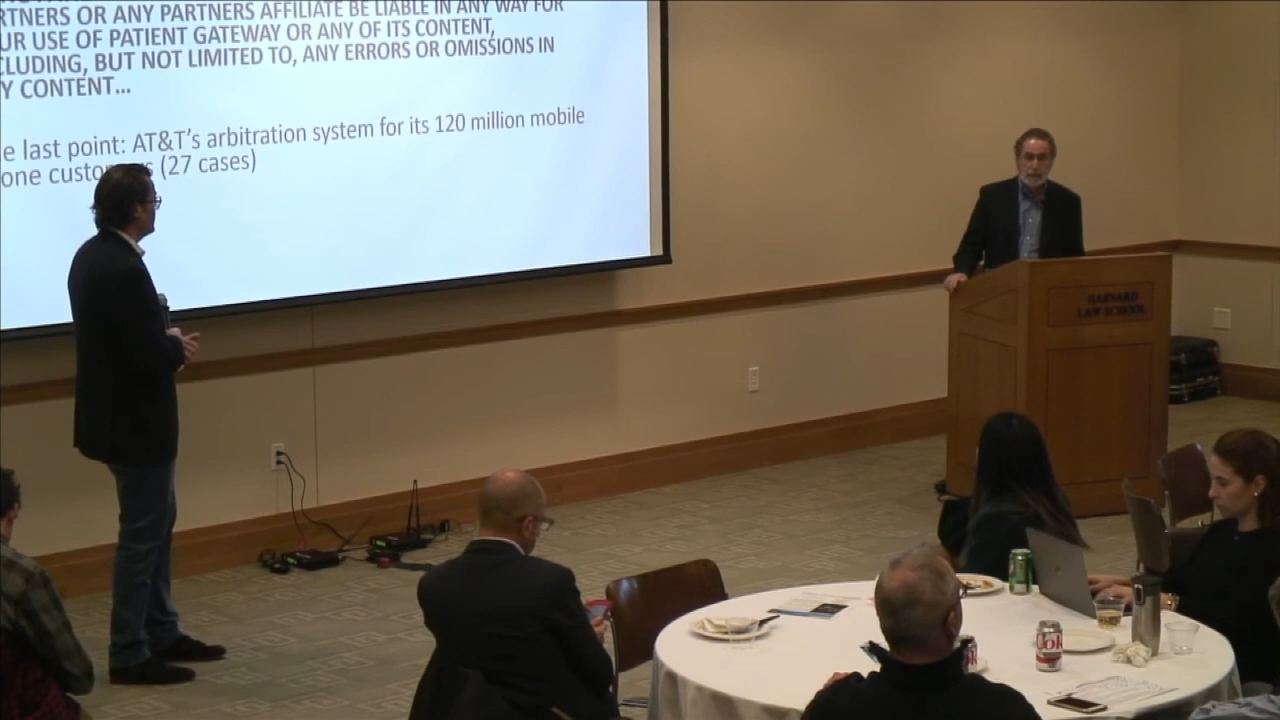 RTNERS OR ANY PARTNERS AFFILIATE BE LIABLE IN ANY WAY FOR
UR USE OF PATIENT GATEWAY OR ANY OF ITS CONTENT,
CLUDING, BUT NOT LIMITED TO, ANY ERRORS OR OMISSIONS IN
Y CONTENT...
e last point: AT&T's arbitration system for its 120 million mobile
one custo s (27 cases)
HARVARD
LAW SCHOOL
Coke